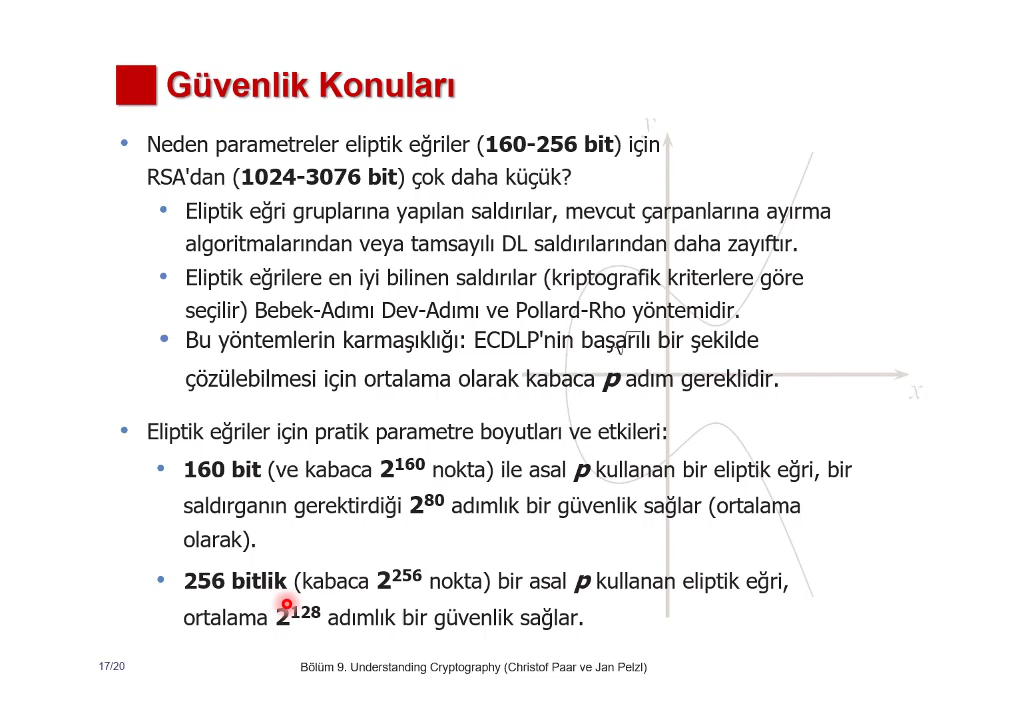 Güvenlik Konuları
• Neden parametreler eliptik eğriler (160-256 bit) için
RSA'dan (1024-3076 bit) çok daha küçük?
• Eliptik eğri gruplarına yapılan saldırılar, mevcut çarpanlarına ayırma
algoritmalarından veya tamsayılı DL saldırılarından daha zayıftır.
• Eliptik eğrilere en iyi bilinen saldırılar (kriptografik kriterlere göre
seçilir) Bebek-Adımı Dev-Adımı ve Pollard-Rho yöntemidir.
• Bu yöntemlerin karmaşıklığı: ECDLP'nin başarılı bir şekilde
çözülebilmesi için ortalama olarak kabaca √p adım gereklidir.
• Eliptik eğriler için pratik parametre boyutları ve etkileri:
• 160 bit (ve kabaca 2¹⁶⁰ nokta) ile asal p kullanan bir eliptik eğri, bir
saldırganın gerektirdiği 2⁸⁰ adımlık bir güvenlik sağlar (ortalama
olarak).
• 256 bitlik (kabaca 2²⁵⁶ nokta) bir asal p kullanan eliptik eğri,
ortalama 2¹²⁸ adımlık bir güvenlik sağlar.
y
x
17/20
Bölüm 9. Understanding Cryptography (Christof Paar ve Jan Pelzl)